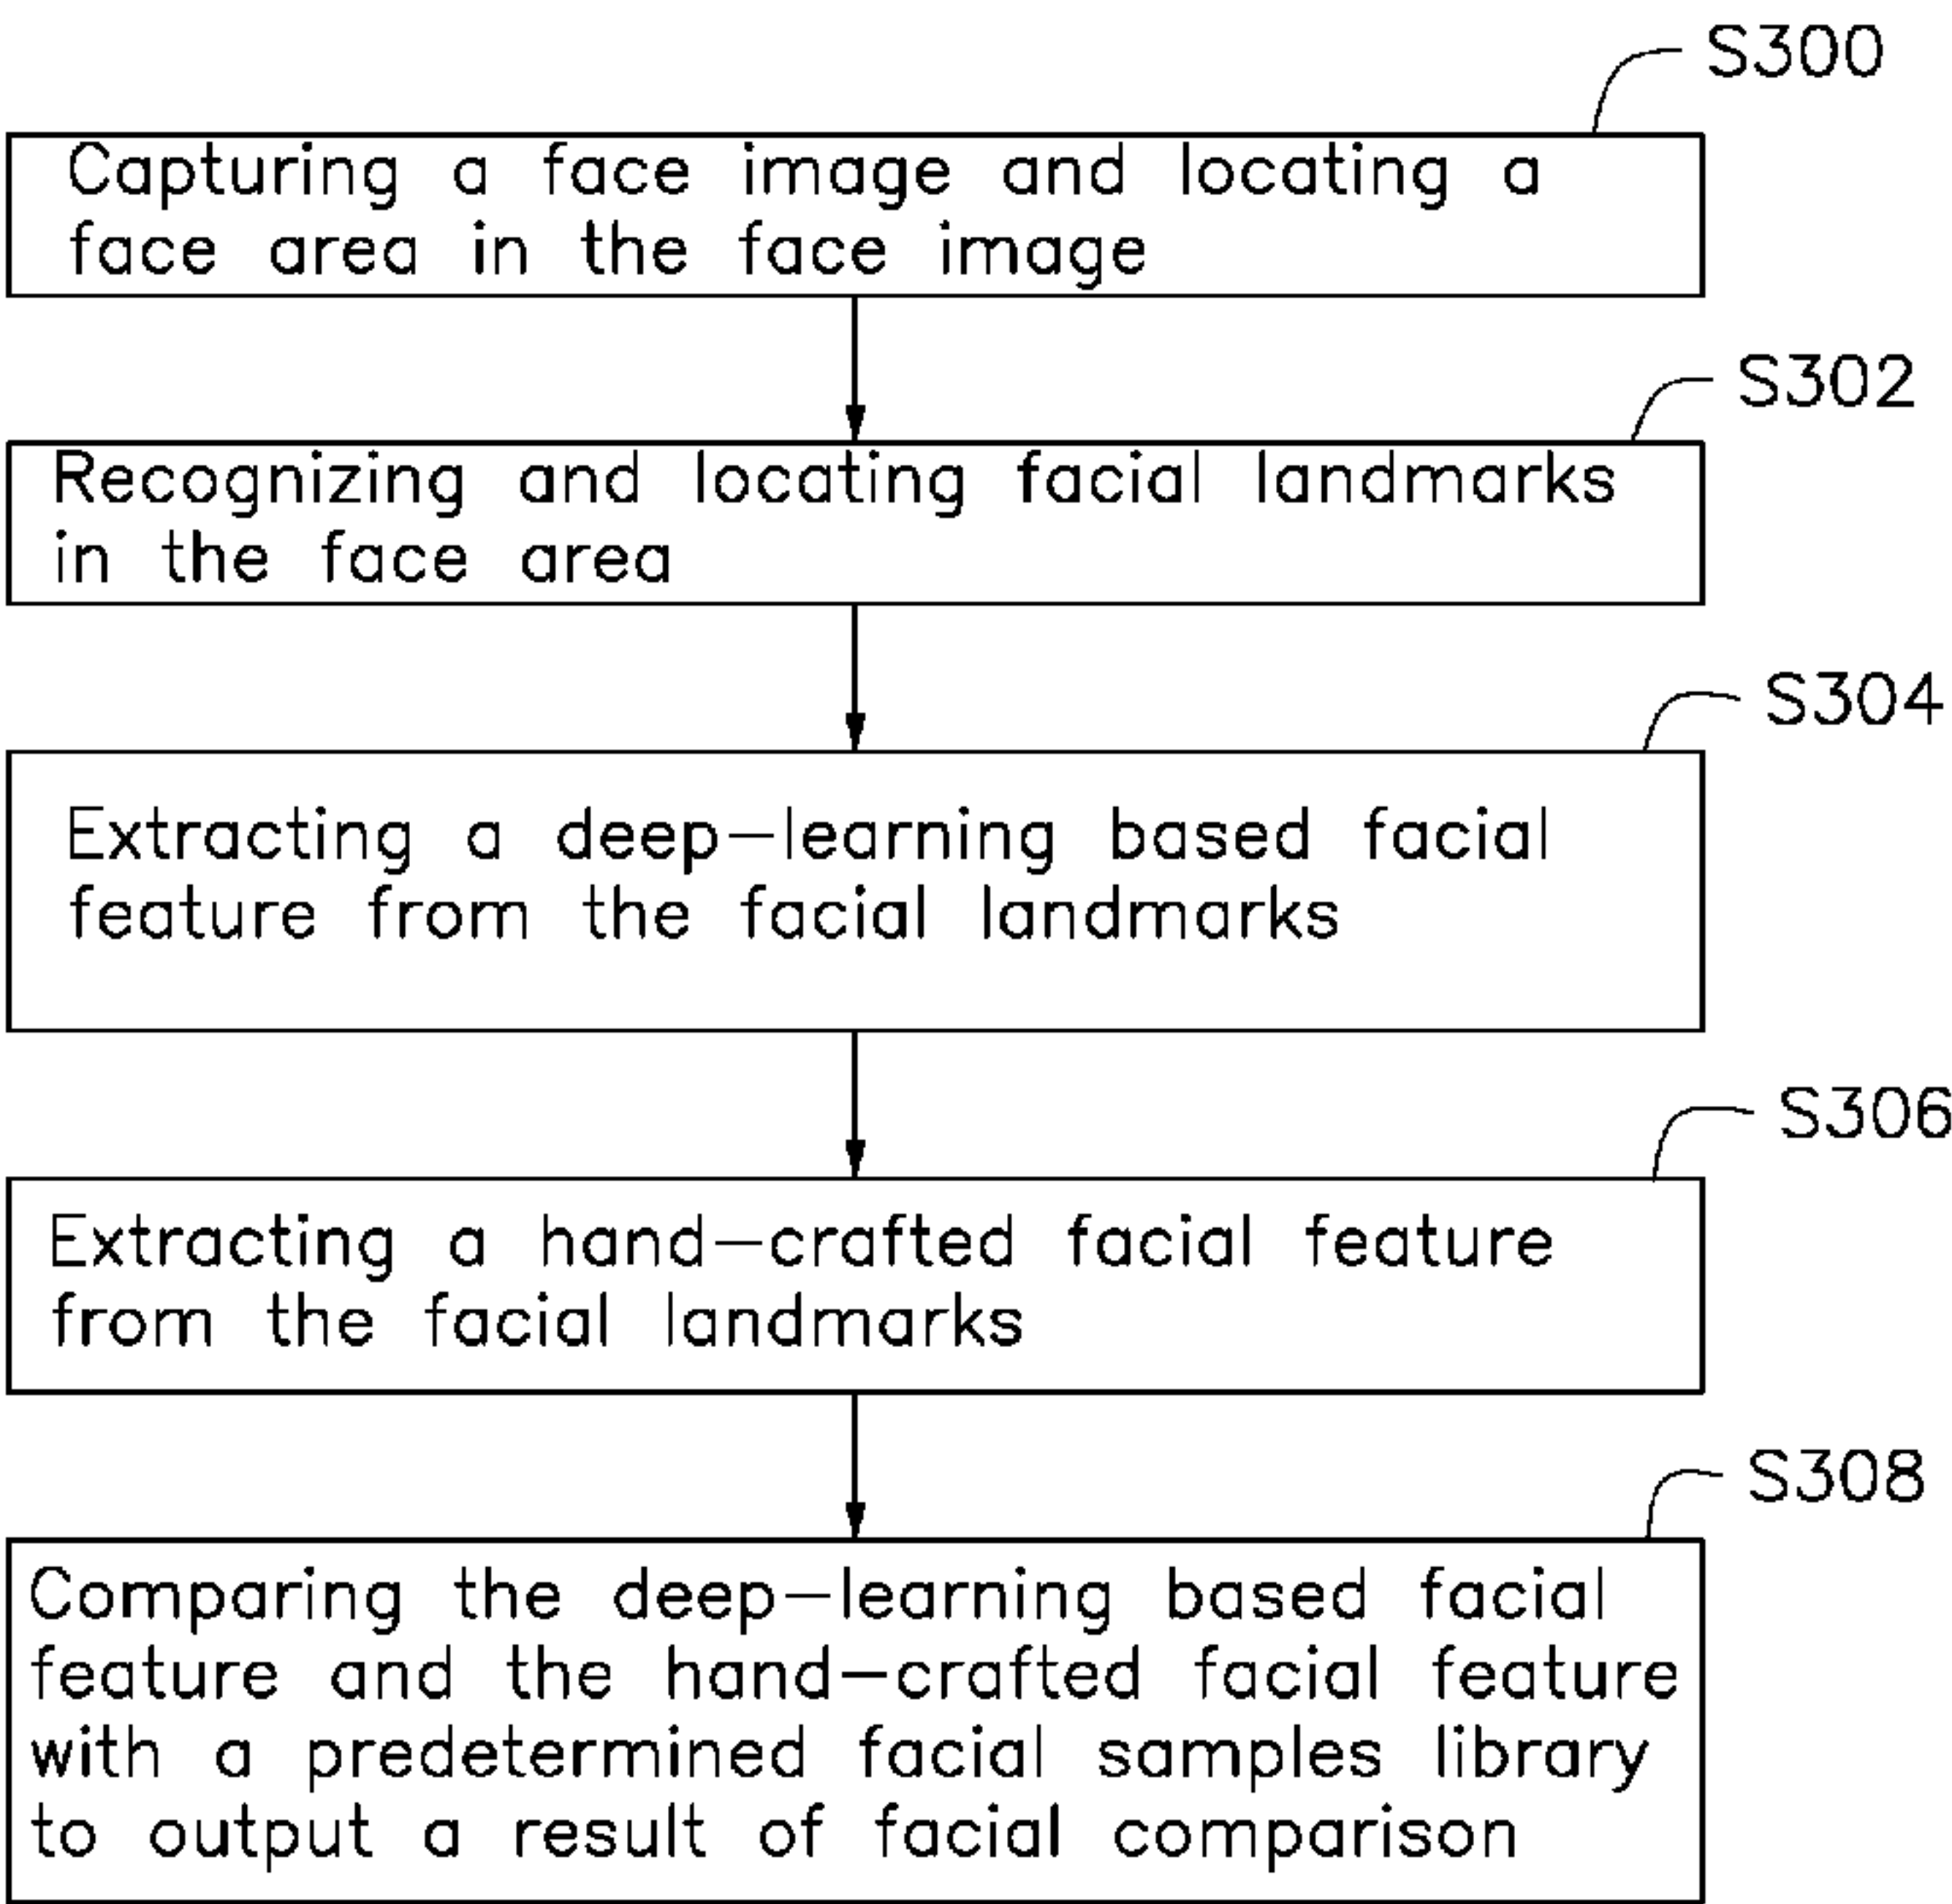 S300
Capturing a face image and locating a
face area in the face image
S302
Recognizing and locating facial landmarks
in the face area
S304
Extracting a deep-learning based facial
feature from the facial landmarks
S306
Extracting a hand-crafted facial feature
from the facial landmarks
S308
Comparing the deep-learning based facial
feature and the hand-crafted facial feature
with a predetermined facial samples library
to output a result of facial comparison